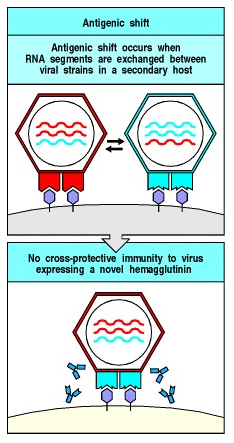 Antigenic shift
Antigenic shift occurs when
RNA segments are exchanged between
viral strains in a secondary host
No cross-protective immunity to virus
expressing a novel hemagglutinin